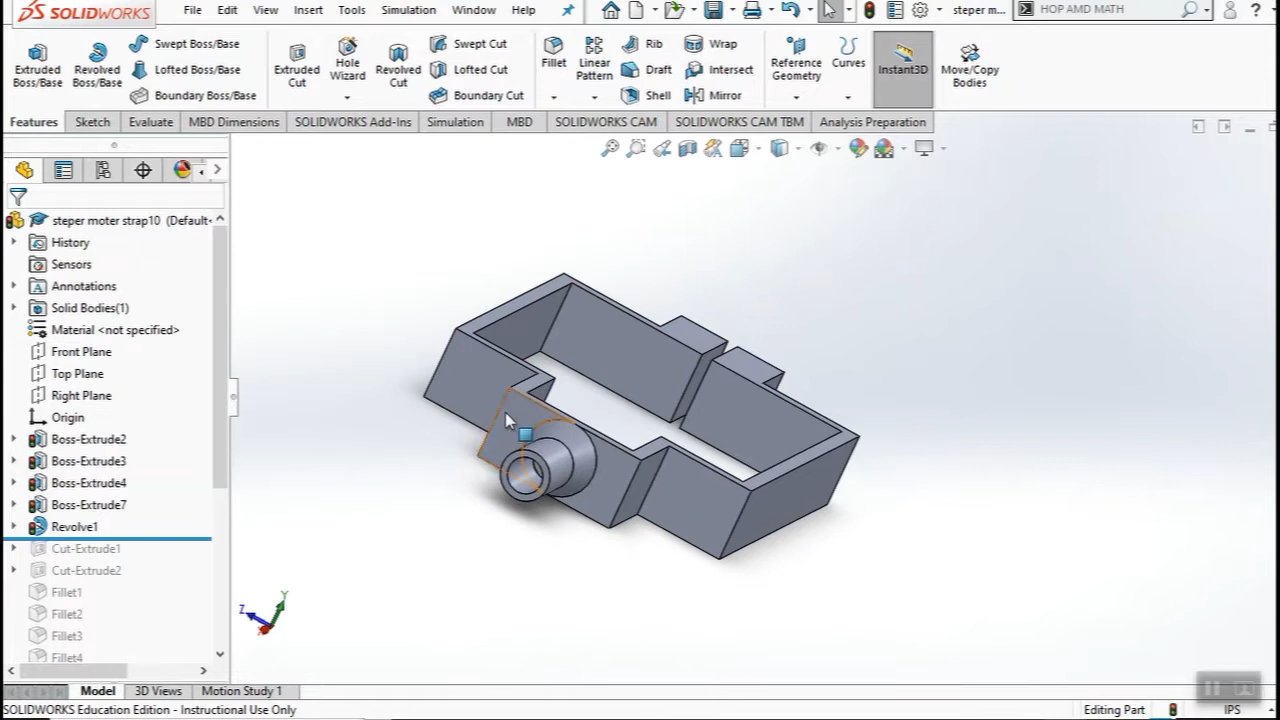 SOLIDWORKS File Edit View Insert Tools Simulation Window Help steper m... HOP AMD MATH ?
Extruded Boss/Base
Revolved Boss/Base
Swept Boss/Base
Lofted Boss/Base
Boundary Boss/Base
Extruded Cut
Hole Wizard
Revolved Cut
Swept Cut
Lofted Cut
Boundary Cut
Fillet
Linear Pattern
Rib
Draft
Shell
Wrap
Intersect
Mirror
Reference Geometry
Curves
Instant3D
Move/Copy Bodies
Features Sketch Evaluate MBD Dimensions SOLIDWORKS Add-Ins Simulation MBD SOLIDWORKS CAM SOLIDWORKS CAM TBM Analysis Preparation
steper moter strap10 (Default
History
Sensors
Annotations
Solid Bodies(1)
Material <not specified>
Front Plane
Top Plane
Right Plane
Origin
Boss-Extrude2
Boss-Extrude3
Boss-Extrude4
Boss-Extrude7
Revolve1
Cut-Extrude1
Cut-Extrude2
Fillet1
Fillet2
Fillet3
Fillet4
Z Y X
Model 3D Views Motion Study 1
SOLIDWORKS Education Edition - Instructional Use Only Editing Part IPS